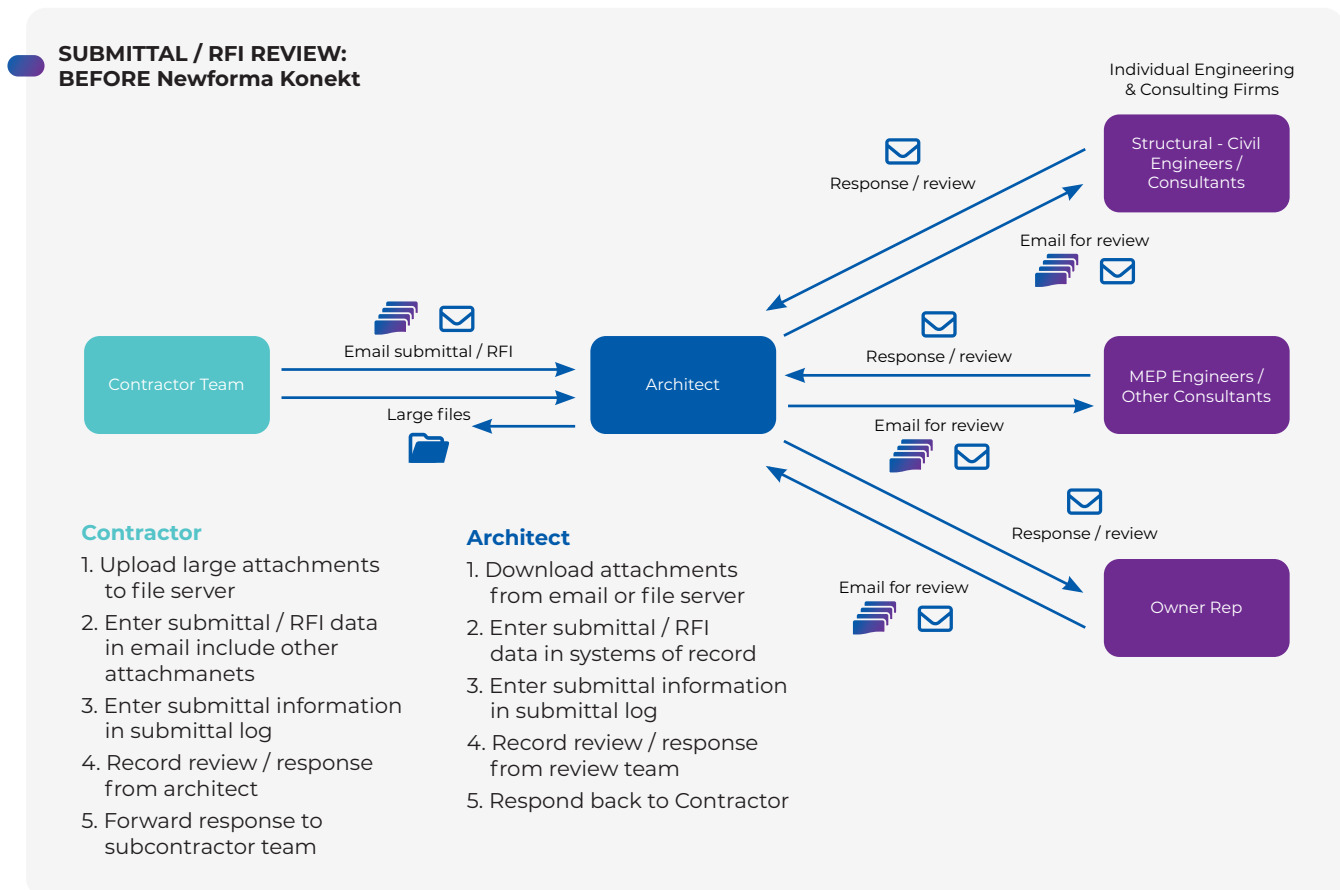 SUBMITTAL / RFI REVIEW:
BEFORE Newforma Konekt
Individual Engineering
& Consulting Firms
Structural - Civil
Engineers /
Consultants
Response / review
Email for review
Email submittal / RFI
Contractor Team
Large files
Architect
Response / review
MEP Engineers /
Other Consultants
Email for review
Response / review
Email for review
Owner Rep
Contractor
1. Upload large attachments
to file server
2. Enter submittal / RFI data
in email include other
attachmanets
3. Enter submittal information
in submittal log
4. Record review / response
from architect
5. Forward response to
subcontractor team
Architect
1. Download attachments
from email or file server
2. Enter submittal / RFI
data in systems of record
3. Enter submittal information
in submittal log
4. Record review / response
from review team
5. Respond back to Contractor